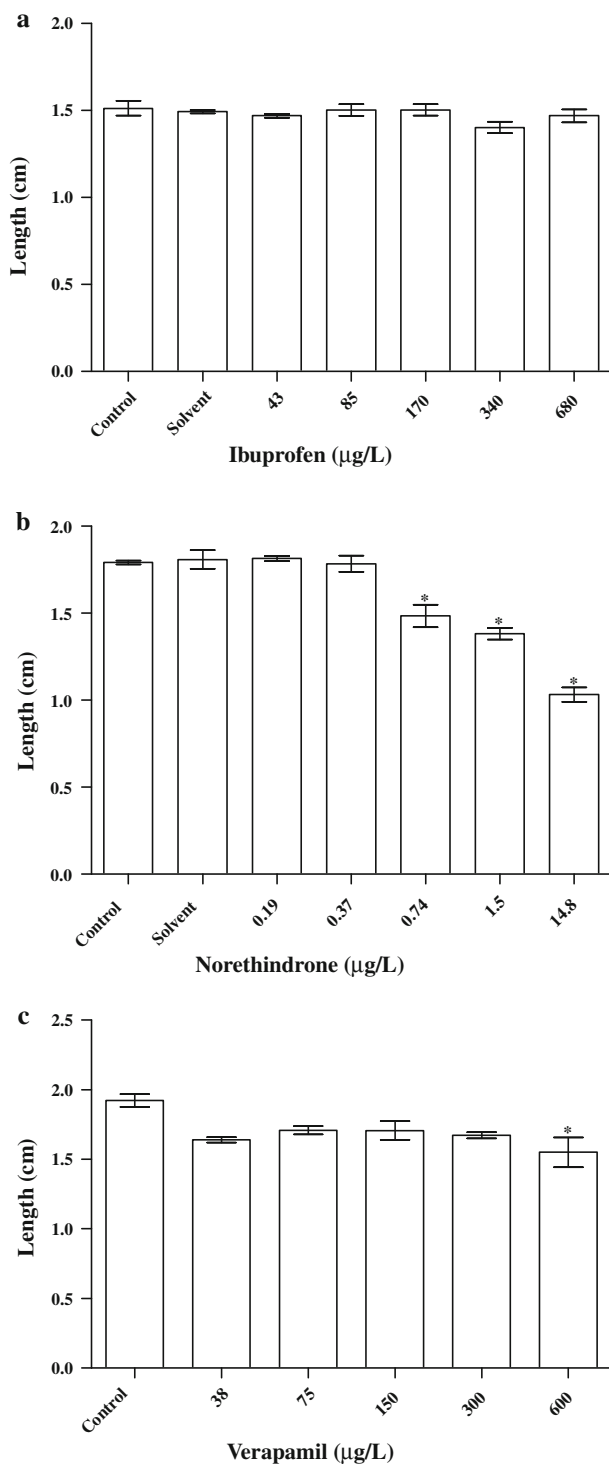 a
2.0
1.5
1.0
0.5
0.0
Length (cm)
Control
Solvent
43
85
170
340
680
Ibuprofen (μg/L)
b
2.0
1.5
1.0
0.5
0.0
Length (cm)
*
*
*
Control
Solvent
0.19
0.37
0.74
1.5
14.8
Norethindrone (μg/L)
c
2.5
2.0
1.5
1.0
0.5
0.0
Length (cm)
*
Control
38
75
150
300
600
Verapamil (μg/L)